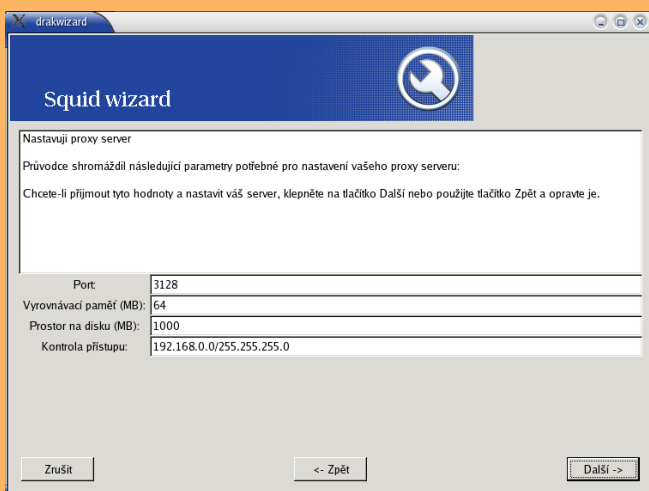 drakwizard
Squid wizard
Nastavuji proxy server
Průvodce shromáždil následující parametry potřebné pro nastavení vašeho proxy serveru:
Chcete-li přijmout tyto hodnoty a nastavit váš server, klepněte na tlačítko Další nebo použijte tlačítko Zpět a opravte je.
Port: 3128
Vyrovnávací paměť (MB): 64
Prostor na disku (MB): 1000
Kontrola přístupu: 192.168.0.0/255.255.255.0
Zrušit <- Zpět Další ->